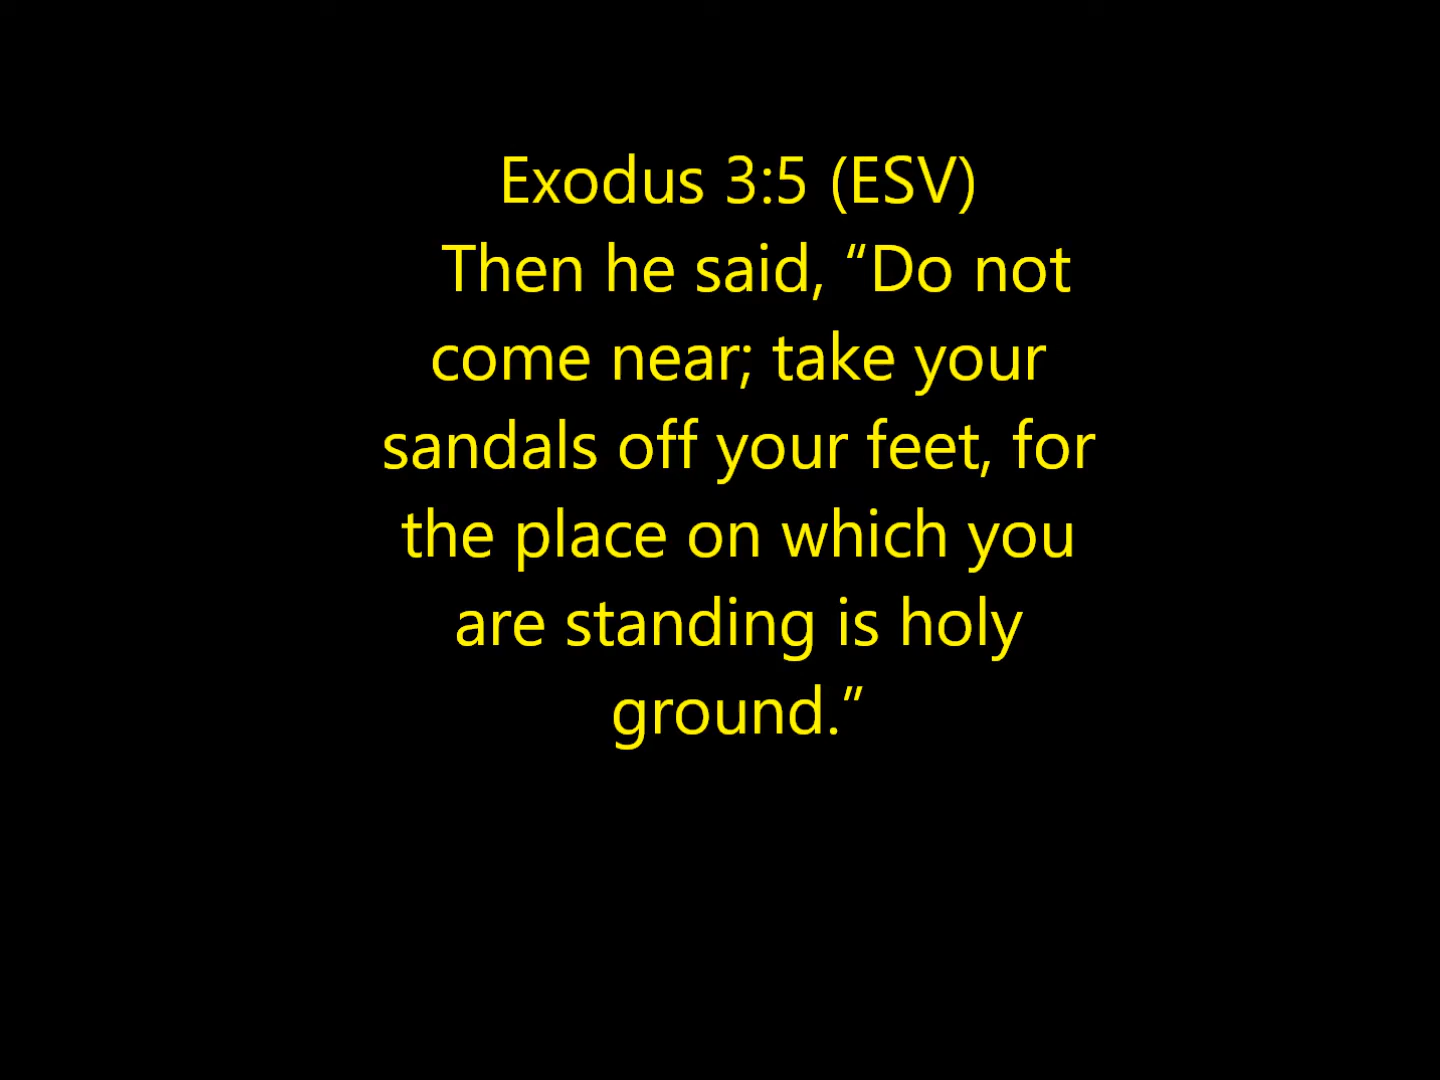 Exodus 3:5 (ESV)
Then he said, “Do not
come near; take your
sandals off your feet, for
the place on which you
are standing is holy
ground.”